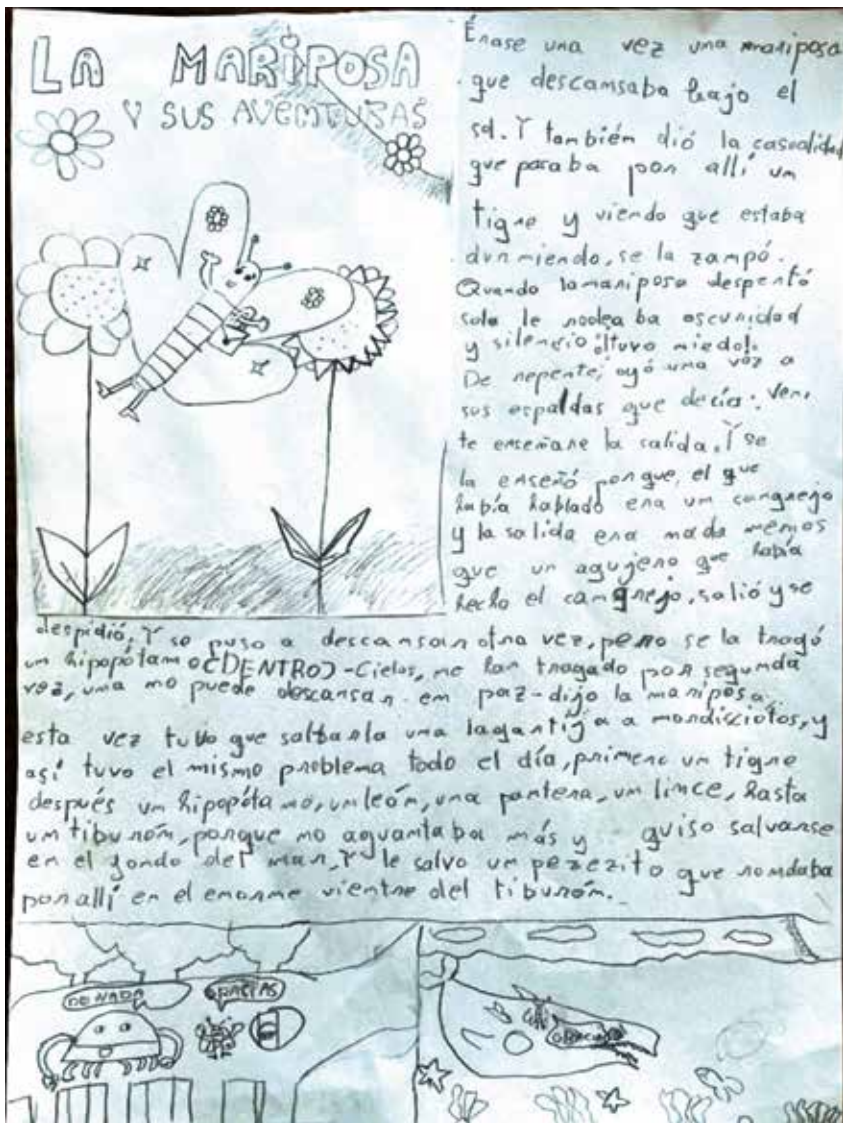 LA MARIPOSA
Y SUS AVENTURAS
Érase una vez una mariposa
que descansaba bajo el
sol. Y también dió la casualidad
que pasaba por allí un
tigre y viendo que estaba
durmiendo, se la zampó.
Quando la mariposa despertó
solo le rodeaba oscuridad
y silencio ¡tuvo miedo!.
De repente, oyó una voz a
sus espaldas que decía: Ven,
te enseñare la salida. Y se
la enseñó porque, el que
había hablado era un cangrejo
y la salida era nada menos
que un agujero que había
hecho el cangrejo, salió y se
despidió, Y se puso a descansar otra vez, pero se la tragó
un hipopótamo (DENTRO) -Cielos, me han tragado por segunda
vez, una no puede descansar en paz- dijo la mariposa,
esta vez tuvo que salbarla una lagartija a mordisciotos, y
así tuvo el mismo problema todo el día, primero un tigre
después un hipopótamo, un león, una pantera, un lince, hasta
un tiburón, porque no aguantaba más y quiso salvarse
en el fondo del mar, Y le salvo un pezezito que rondaba
por allí en el enorme vientre del tiburón.
DE NADA GRACIAS
GRACIAS